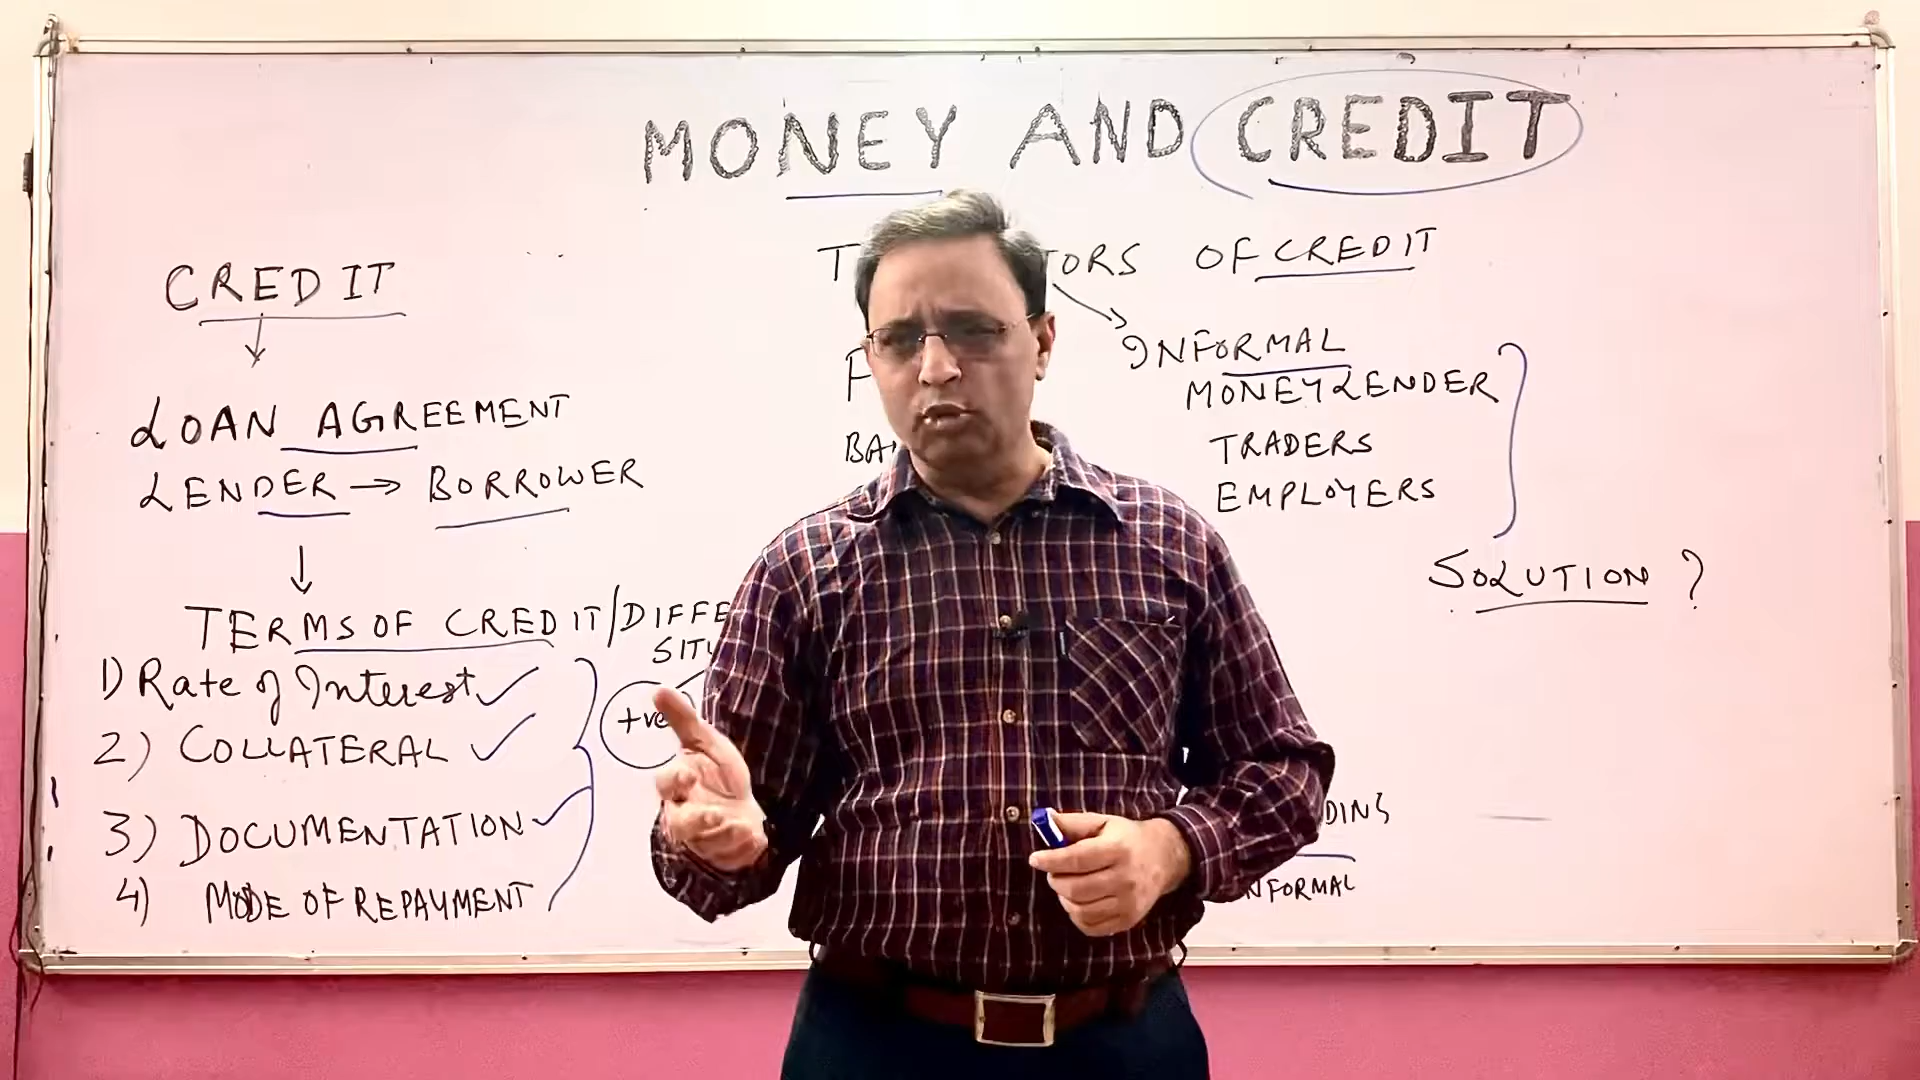 MONEY AND CREDIT
CREDIT
LOAN AGREEMENT
LENDER → BORROWER
TERMS OF CREDIT/
1) Rate of Interest
2) COLLATERAL
3) DOCUMENTATION
4) MODE OF REPAYMENT
+ve
OF CREDIT
INFORMAL
MONEYLENDER
TRADERS
EMPLOYERS
SOLUTION ?